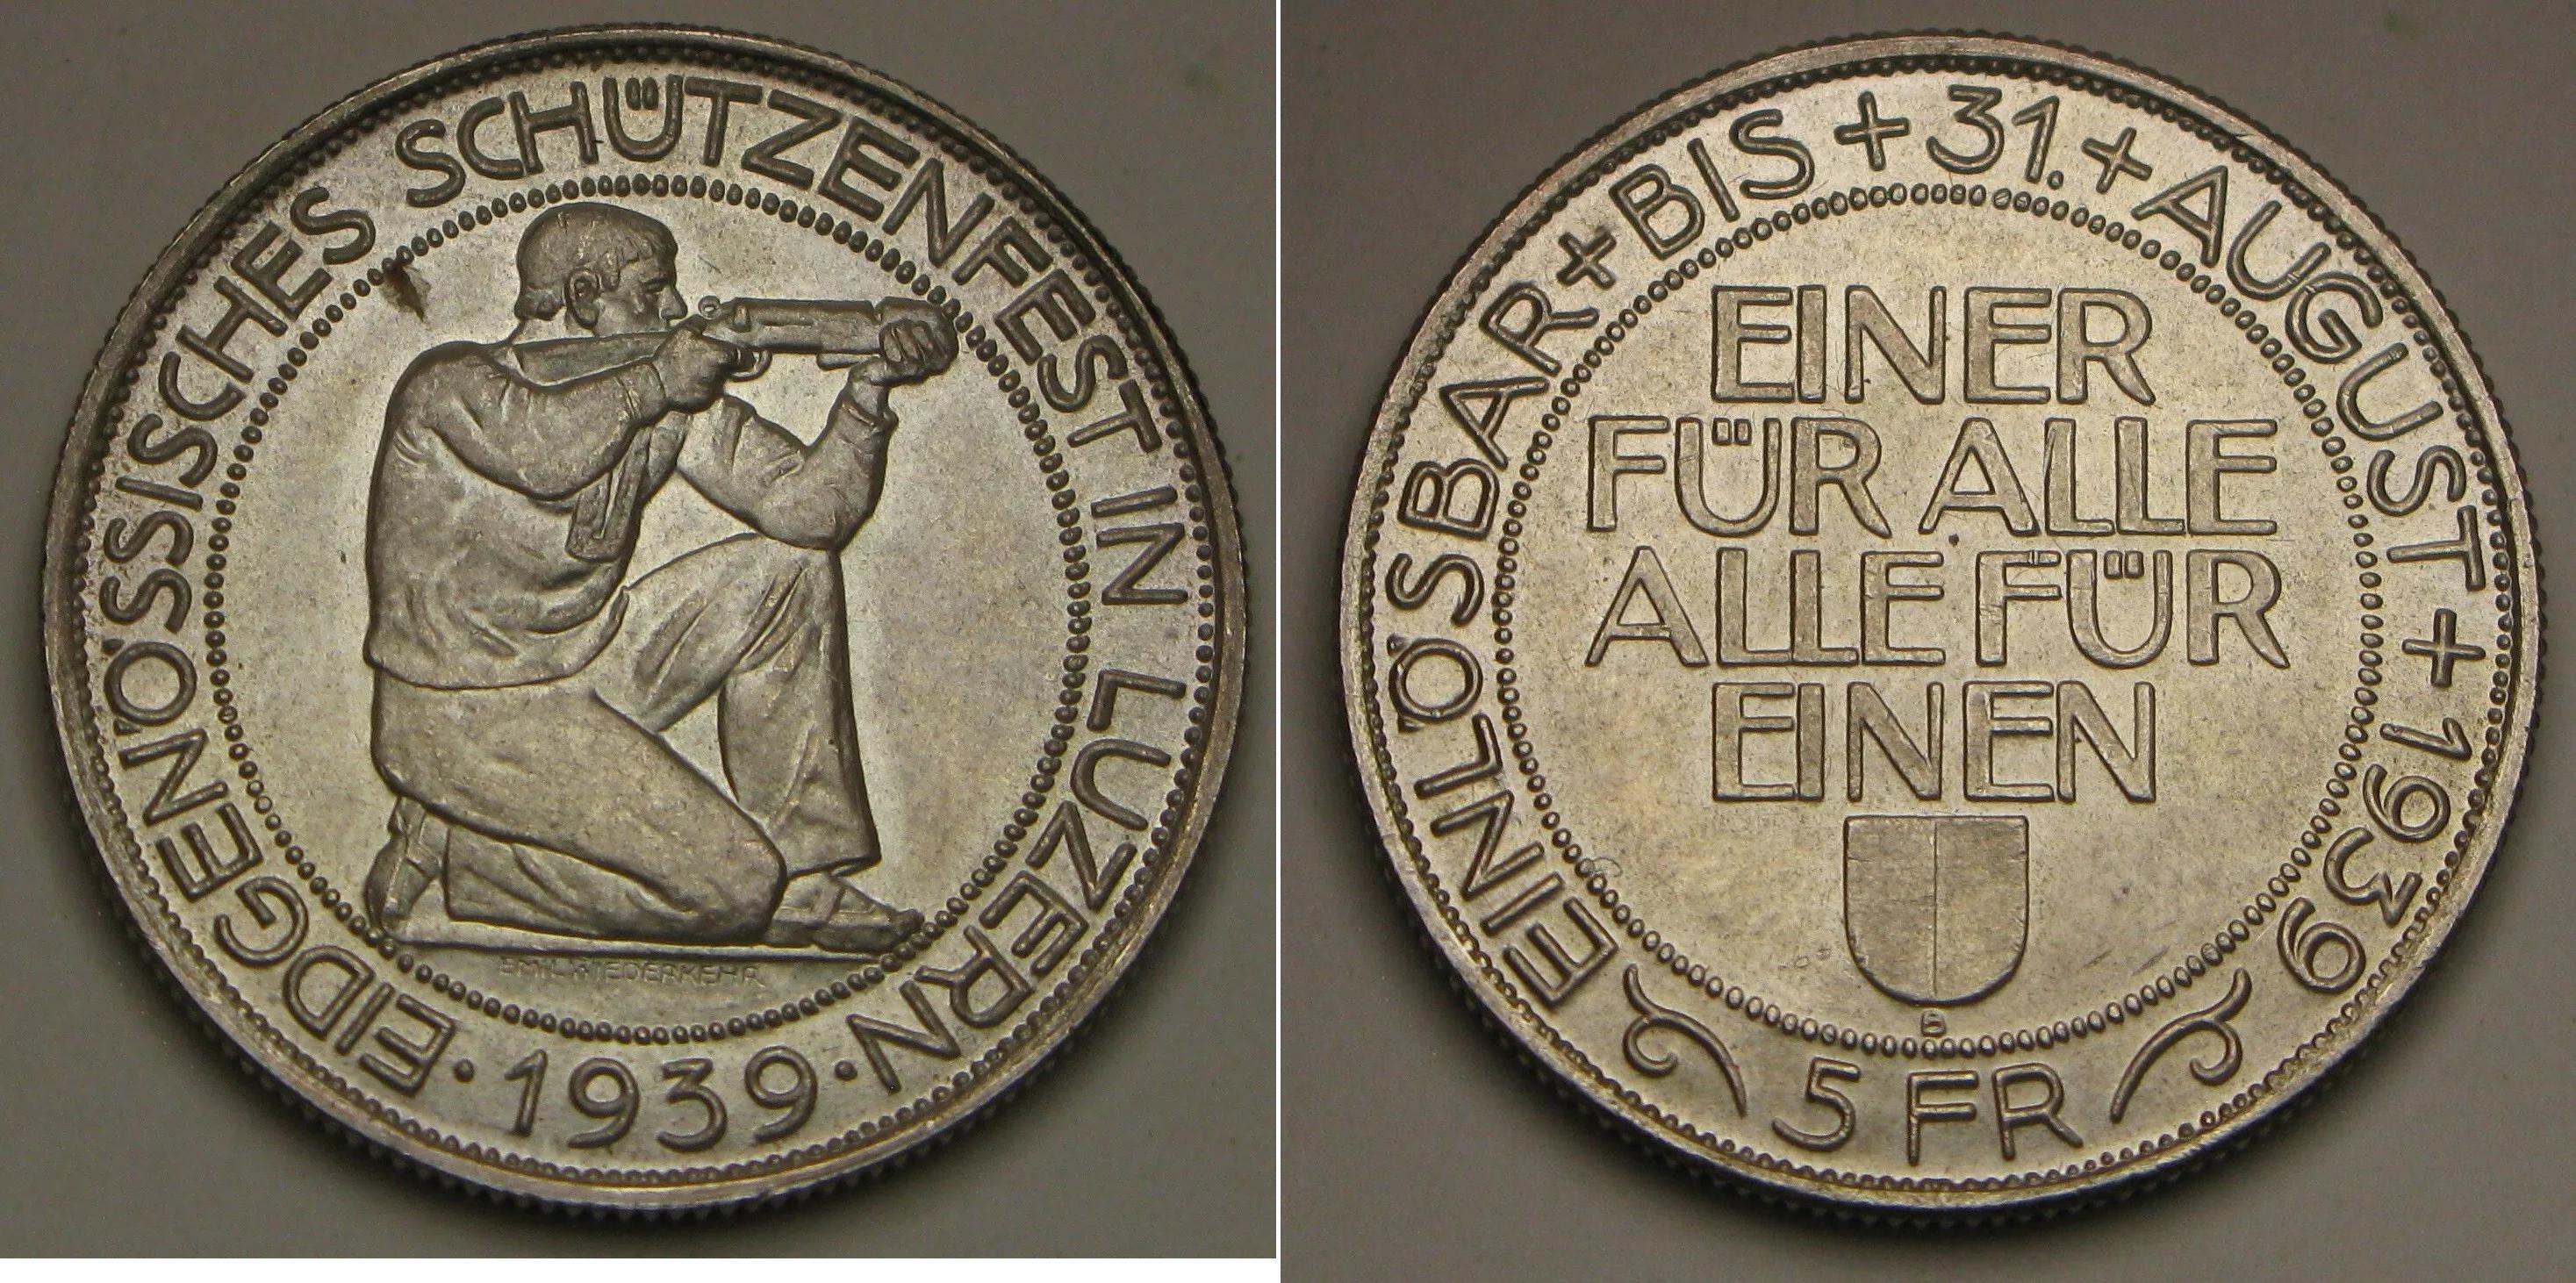 EIDGENÖSSISCHES SCHÜTZENFEST IN LUZERN
· 1939 ·
EMIL WIEDERKEHR
EINLÖSBAR + BIS + 31. + AUGUST + 1939
EINER
FÜR ALLE
ALLE FÜR
EINEN
B
5 FR